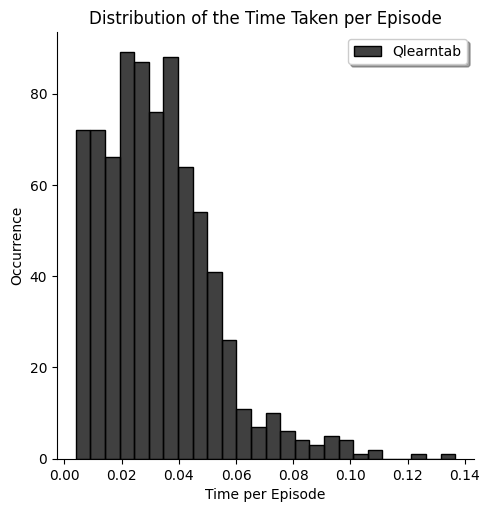 Distribution of the Time Taken per Episode
Qlearntab
Occurrence
80
60
40
20
0
0.00 0.02 0.04 0.06 0.08 0.10 0.12 0.14
Time per Episode